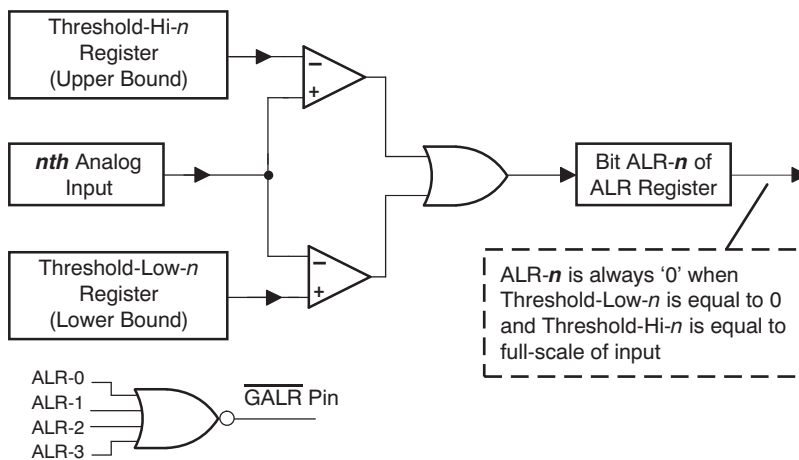 Threshold-Hi-n
Register
(Upper Bound)
–
+
nth Analog
Input
Bit ALR-n of
ALR Register
Threshold-Low-n
Register
(Lower Bound)
–
+
ALR-n is always ‘0’ when
Threshold-Low-n is equal to 0
and Threshold-Hi-n is equal to
full-scale of input
ALR-0
ALR-1
ALR-2
ALR-3
GALR Pin